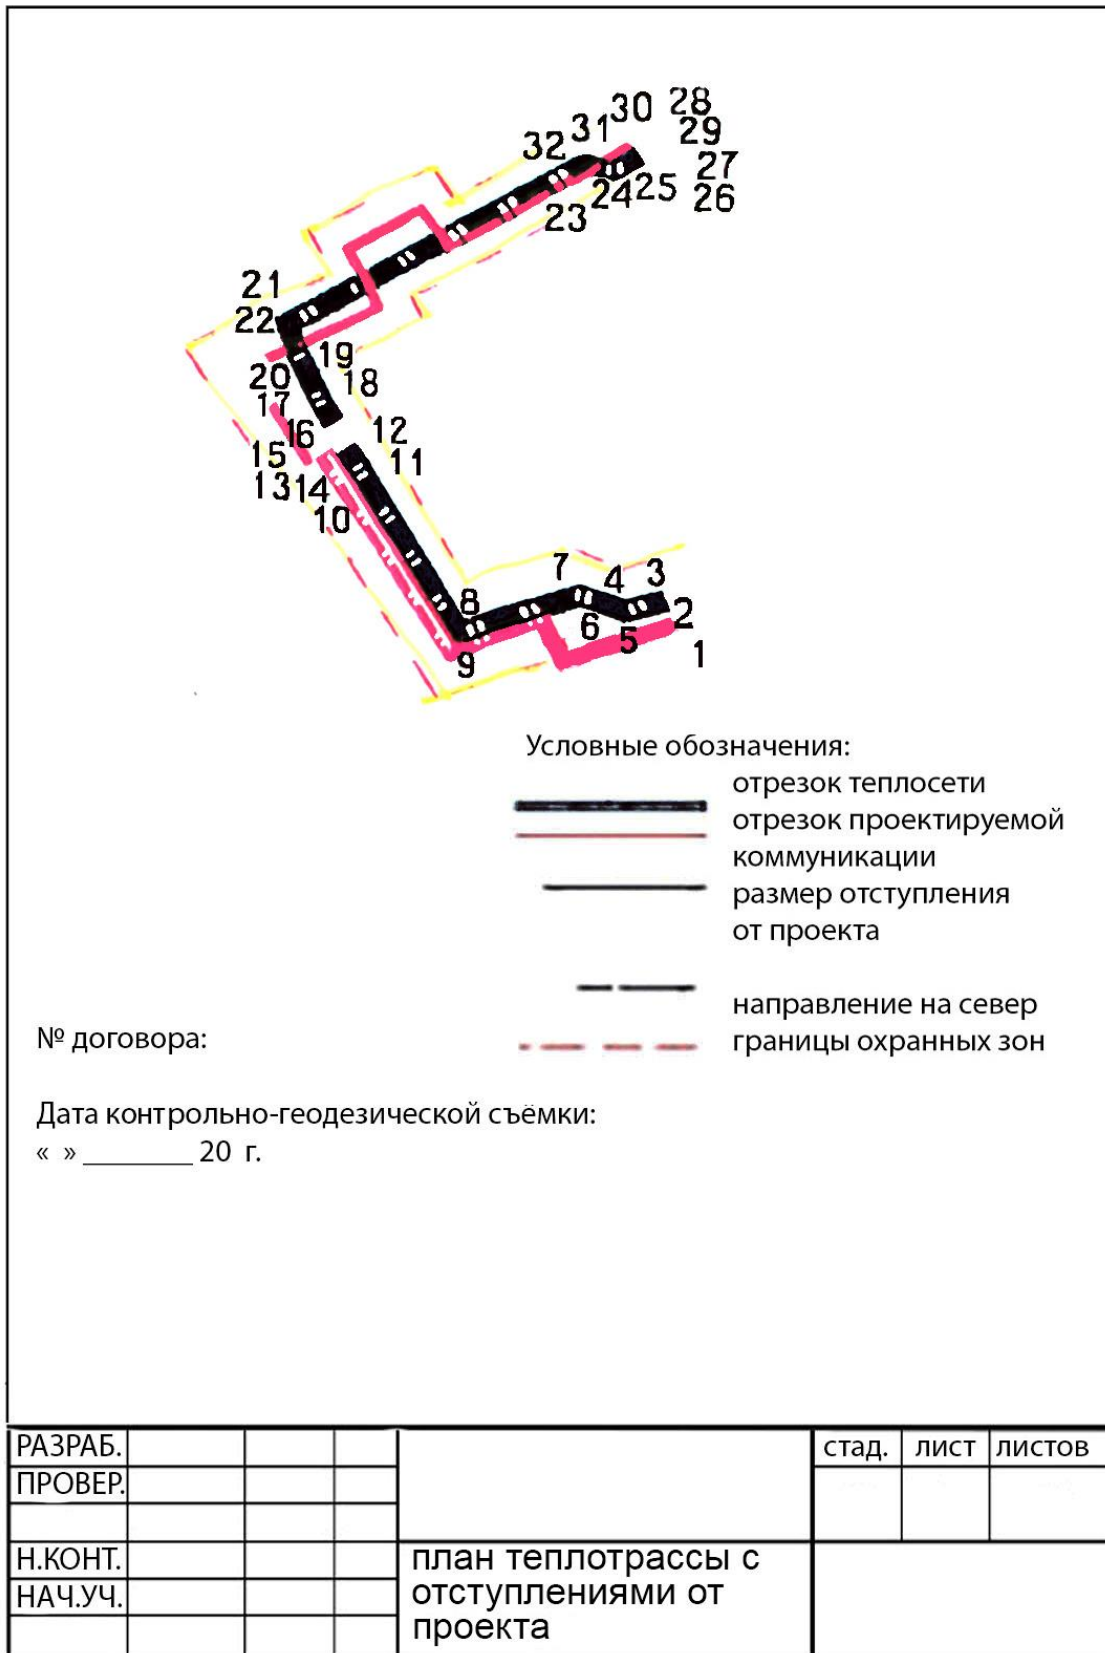 30 28
31 29
32 27
24 25 26
23
21
22
19
20 18
17
16 12
15 11
13 14
10
7 4 3
8
6 5 2
9 1
Условные обозначения:
отрезок теплосети
отрезок проектируемой
коммуникации
размер отступления
от проекта
направление на север
границы охранных зон
№ договора:
Дата контрольно-геодезической съёмки:
« » ________ 20 г.
РАЗРАБ.
ПРОВЕР.
Н.КОНТ.
НАЧ.УЧ.
план теплотрассы с
отступлениями от
проекта
стад. лист листов